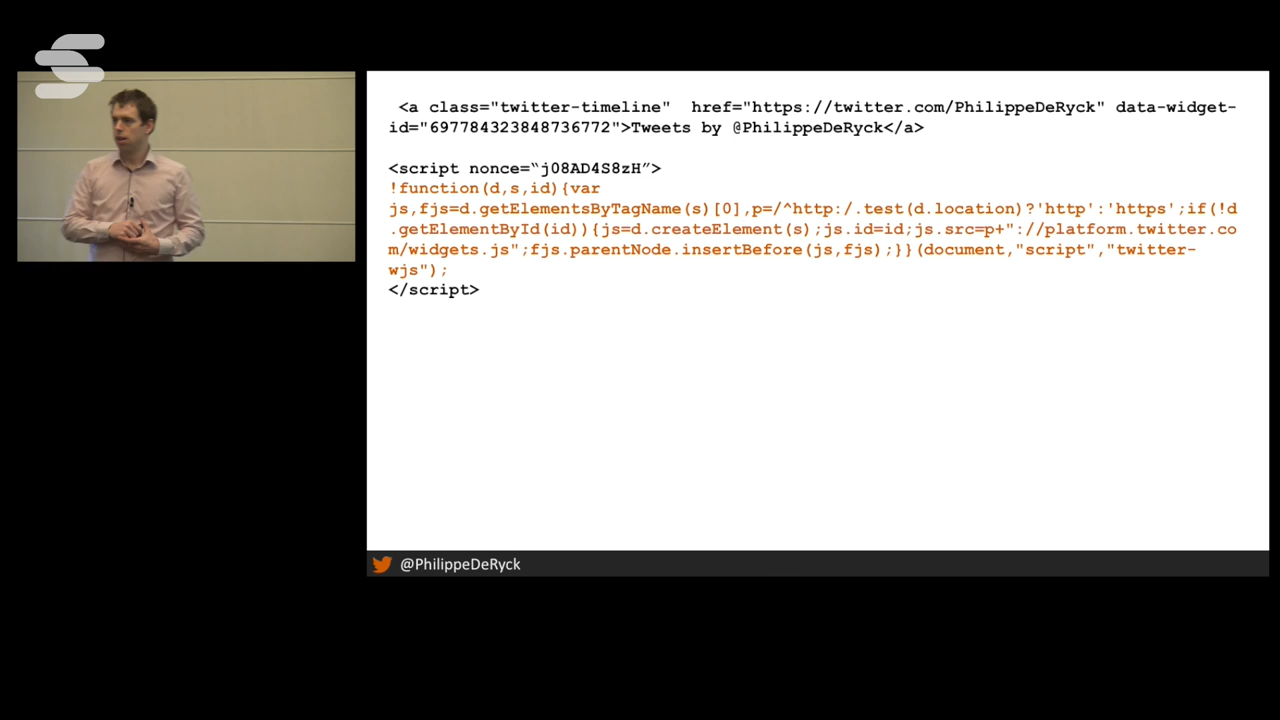 <a class="twitter-timeline"  href="https://twitter.com/PhilippeDeRyck" data-widget-
id="697784323848736772">Tweets by @PhilippeDeRyck</a>
<script nonce=“j08AD4S8zH”>
!function(d,s,id){var
js,fjs=d.getElementsByTagName(s)[0],p=/^http:/.test(d.location)?'http':'https';if(!d
.getElementById(id)){js=d.createElement(s);js.id=id;js.src=p+"://platform.twitter.co
m/widgets.js";fjs.parentNode.insertBefore(js,fjs);}}(document,"script","twitter-
wjs");
</script>
@PhilippeDeRyck